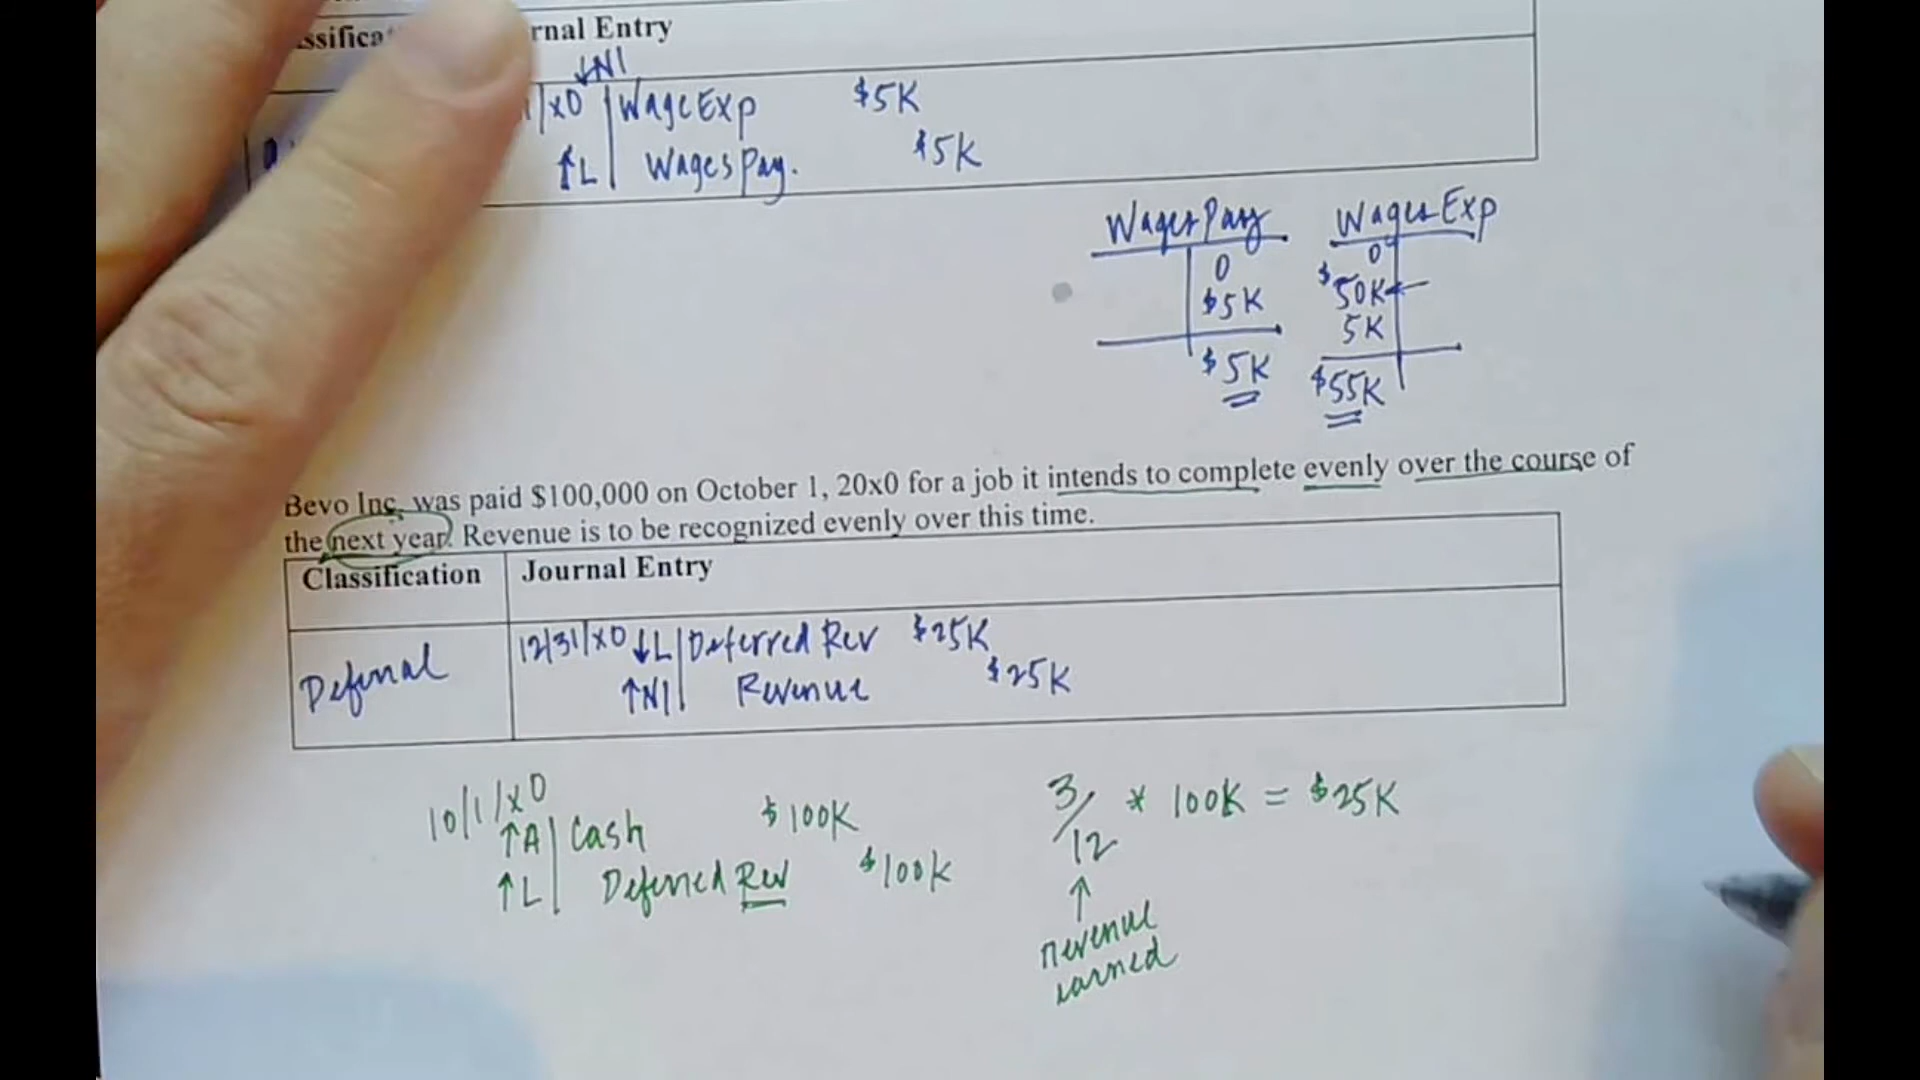 ssifica rnal Entry
↓NI
/x0 Wage Exp $5K
↑L Wages Pay. $5K
Wages Pay Wages Exp
0 0
$5K $50K←
5K
$5K $55K
Bevo Inc. was paid $100,000 on October 1, 20x0 for a job it intends to complete evenly over the course of
the next year. Revenue is to be recognized evenly over this time.
Classification Journal Entry
Deferral 12/31/x0 ↓L Deferred Rev $25K
↑NI Revenue $25K
10/1/x0
↑A Cash $100K
↑L Deferred Rev $100K
3/12 * 100K = $25K
↑
revenue
earned